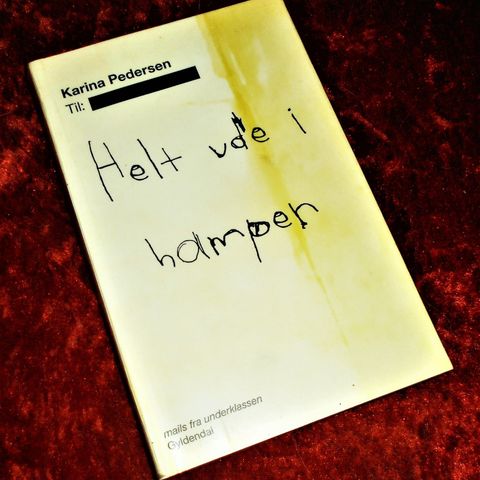 Karina Pedersen
Til:
Helt ude i
hampen
mails fra underklassen
Gyldendal